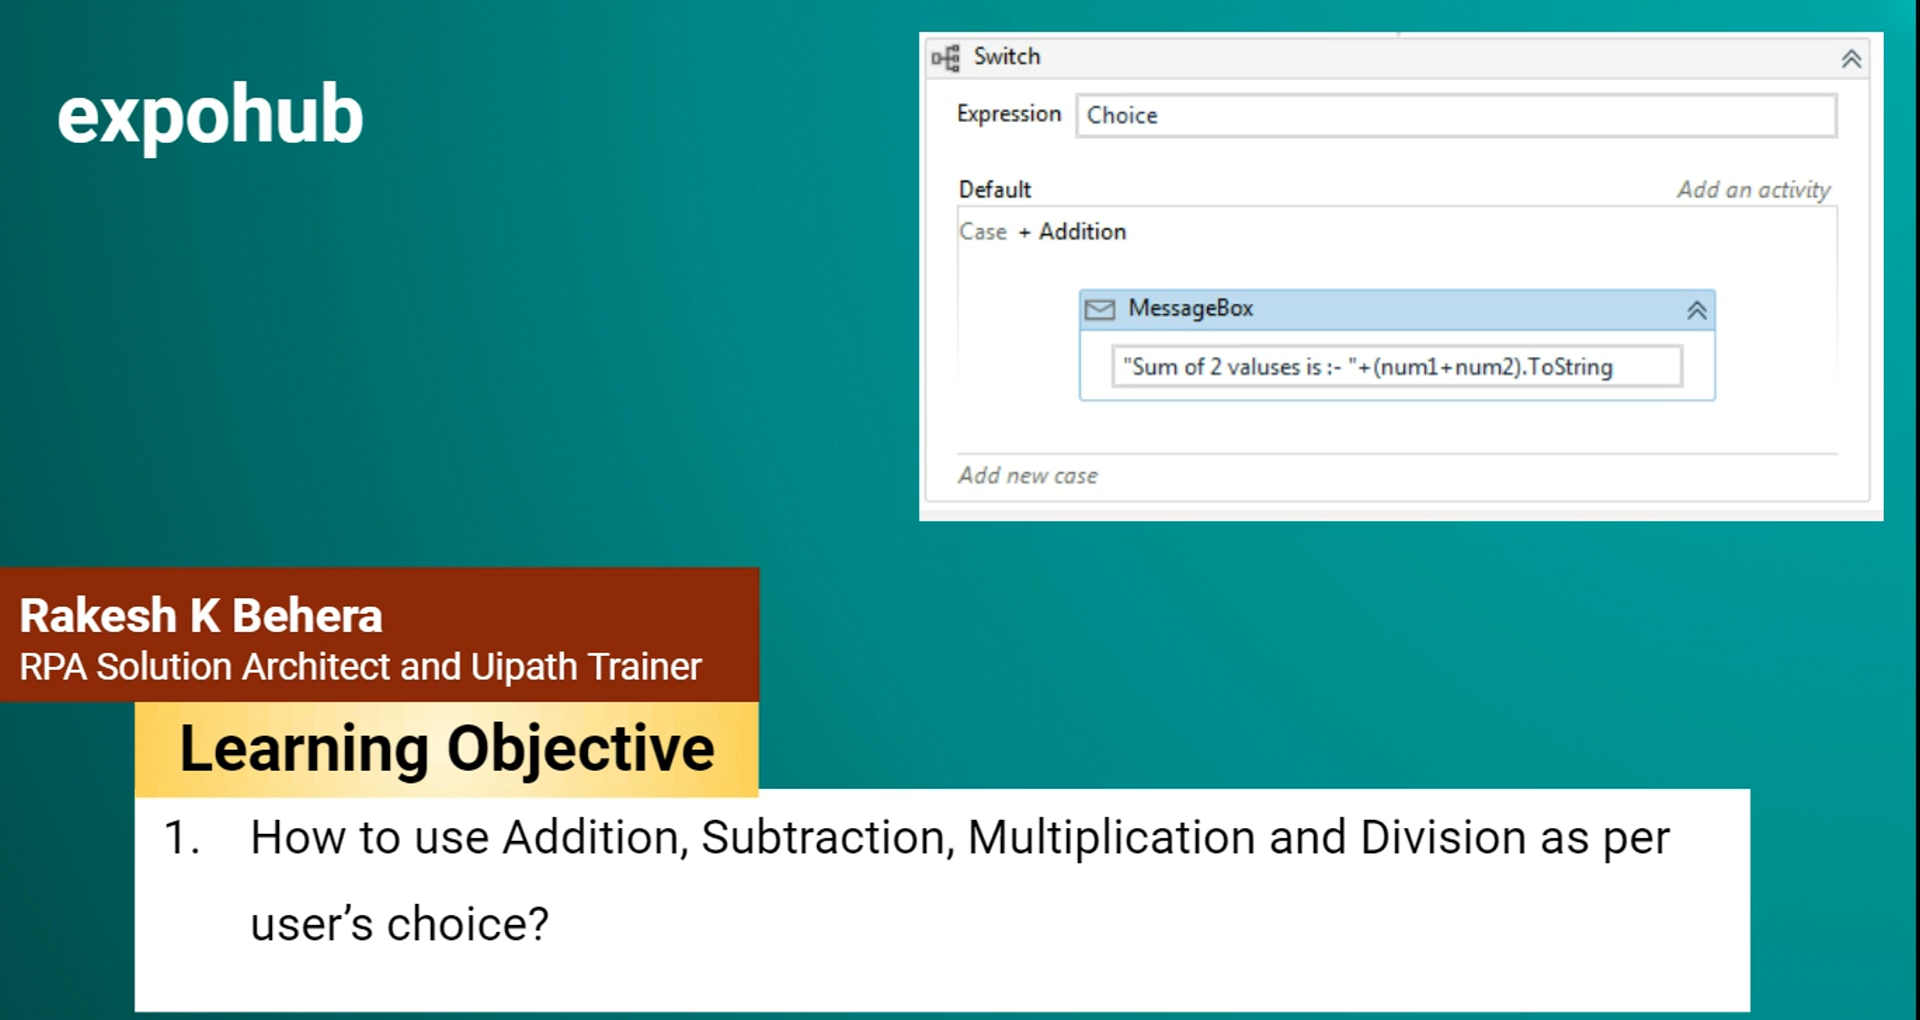 expohub
Switch
Expression Choice
Default Add an activity
Case + Addition
MessageBox
"Sum of 2 valuses is :- "+(num1+num2).ToString
Add new case
Rakesh K Behera
RPA Solution Architect and Uipath Trainer
Learning Objective
1. How to use Addition, Subtraction, Multiplication and Division as per
user’s choice?